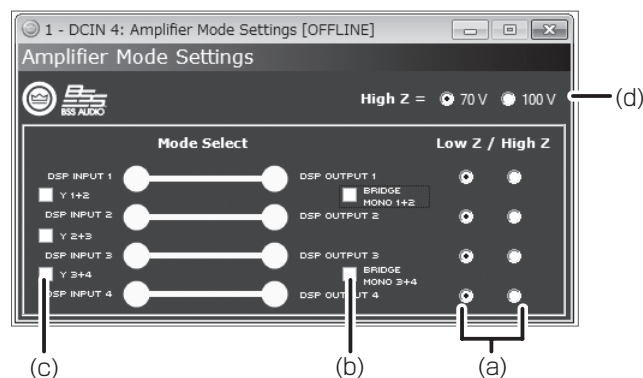 1 - DCIN 4: Amplifier Mode Settings [OFFLINE]
Amplifier Mode Settings
BSS
BSS AUDIO
High Z = 70 V 100 V
(d)
Mode Select Low Z / High Z
DSP INPUT 1 DSP OUTPUT 1
Y 1+2 BRIDGE
MONO 1+2
DSP INPUT 2 DSP OUTPUT 2
Y 2+3
DSP INPUT 3 DSP OUTPUT 3
Y 3+4 BRIDGE
MONO 3+4
DSP INPUT 4 DSP OUTPUT 4
(c) (b) (a)